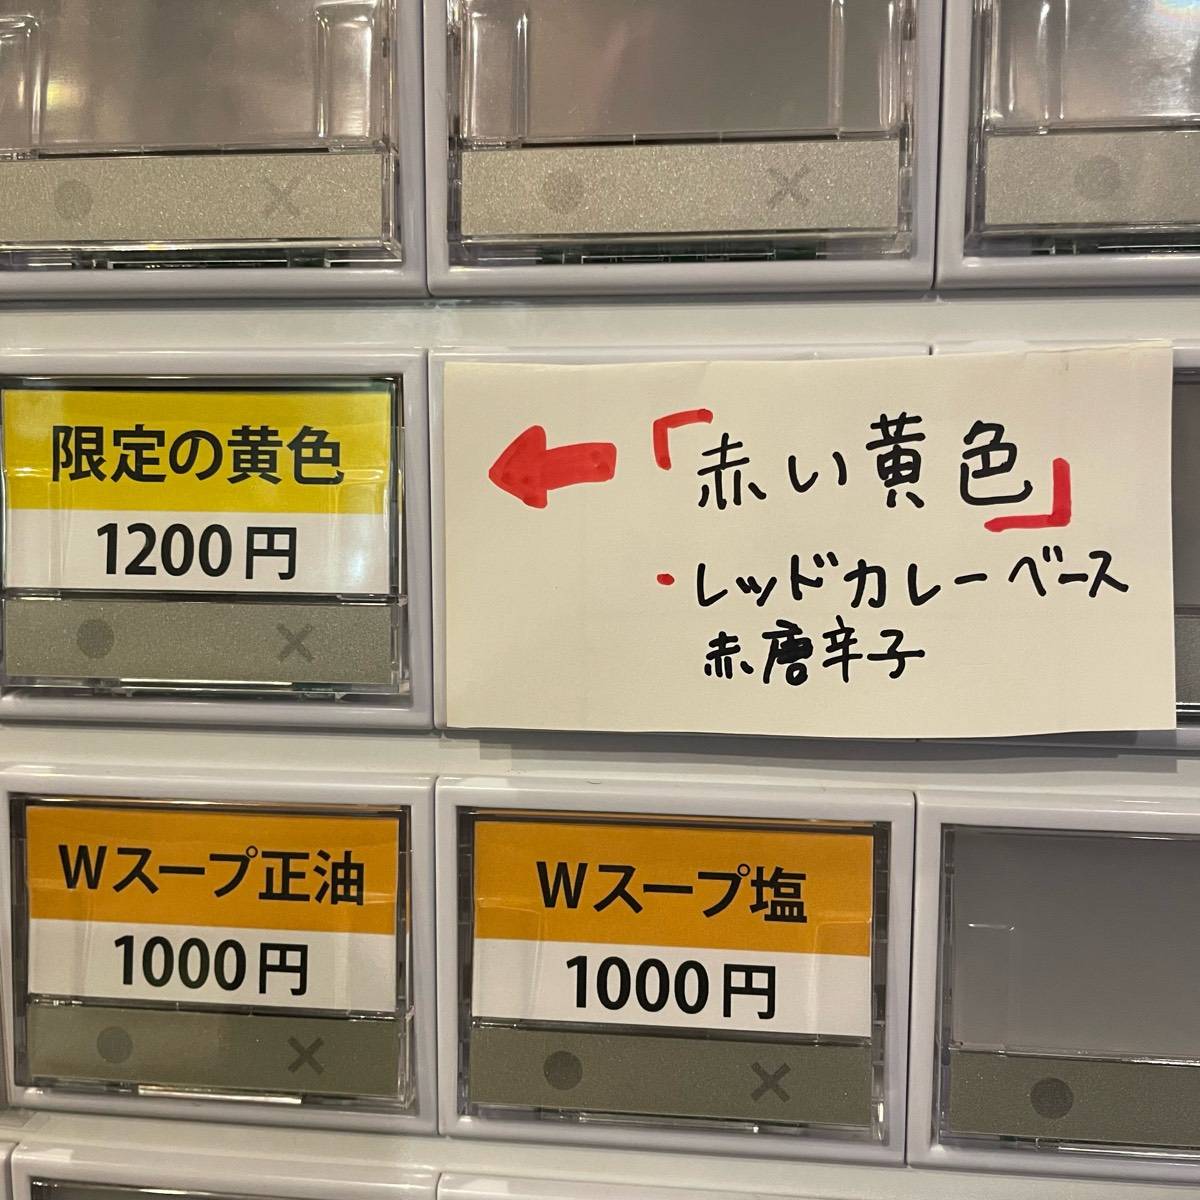 限定の黄色
1200円
「赤い黄色」
・レッドカレーベース
赤唐辛子
Wスープ正油
1000円
Wスープ塩
1000円